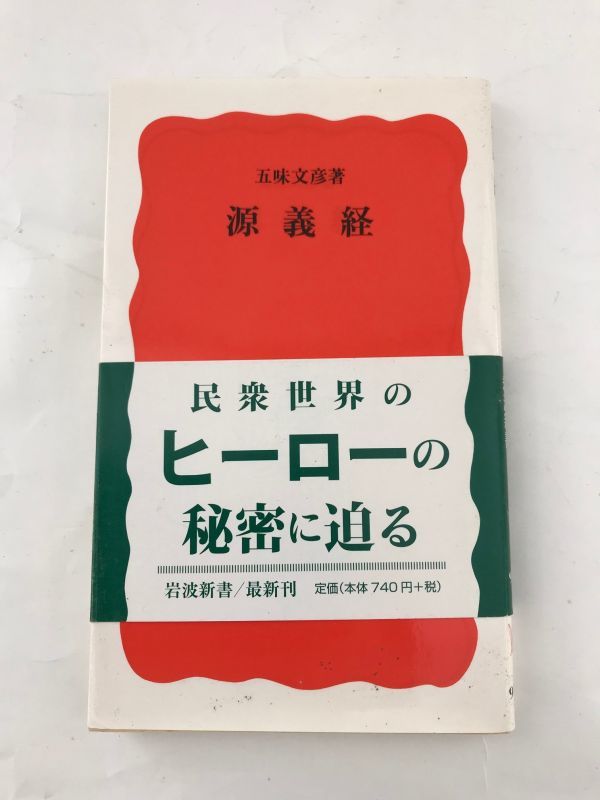 五味文彦著
源義経
民衆世界の
ヒーローの
秘密に迫る
岩波新書/最新刊 定価(本体740円+税)
9